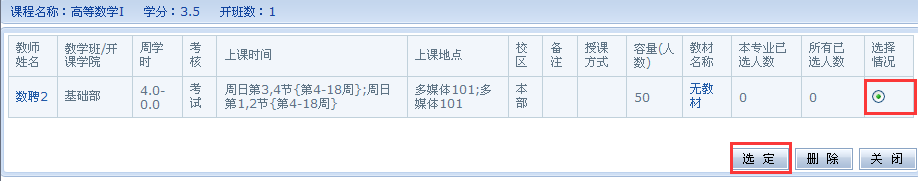 课程名称：高等数学I 学分：3.5 开班数：1
教师姓名 教学班/开课学院 周学时 考核 上课时间 上课地点 校区 备注 授课方式 容量(人数) 教材名称 本专业已选人数 所有已选人数 选择情况
数聘2 基础部 4.0-0.0 考试 周日第3,4节{第4-18周};周日第1,2节{第4-18周} 多媒体101;多媒体101 本部 50 无教材 0 0
选 定 删 除 关 闭